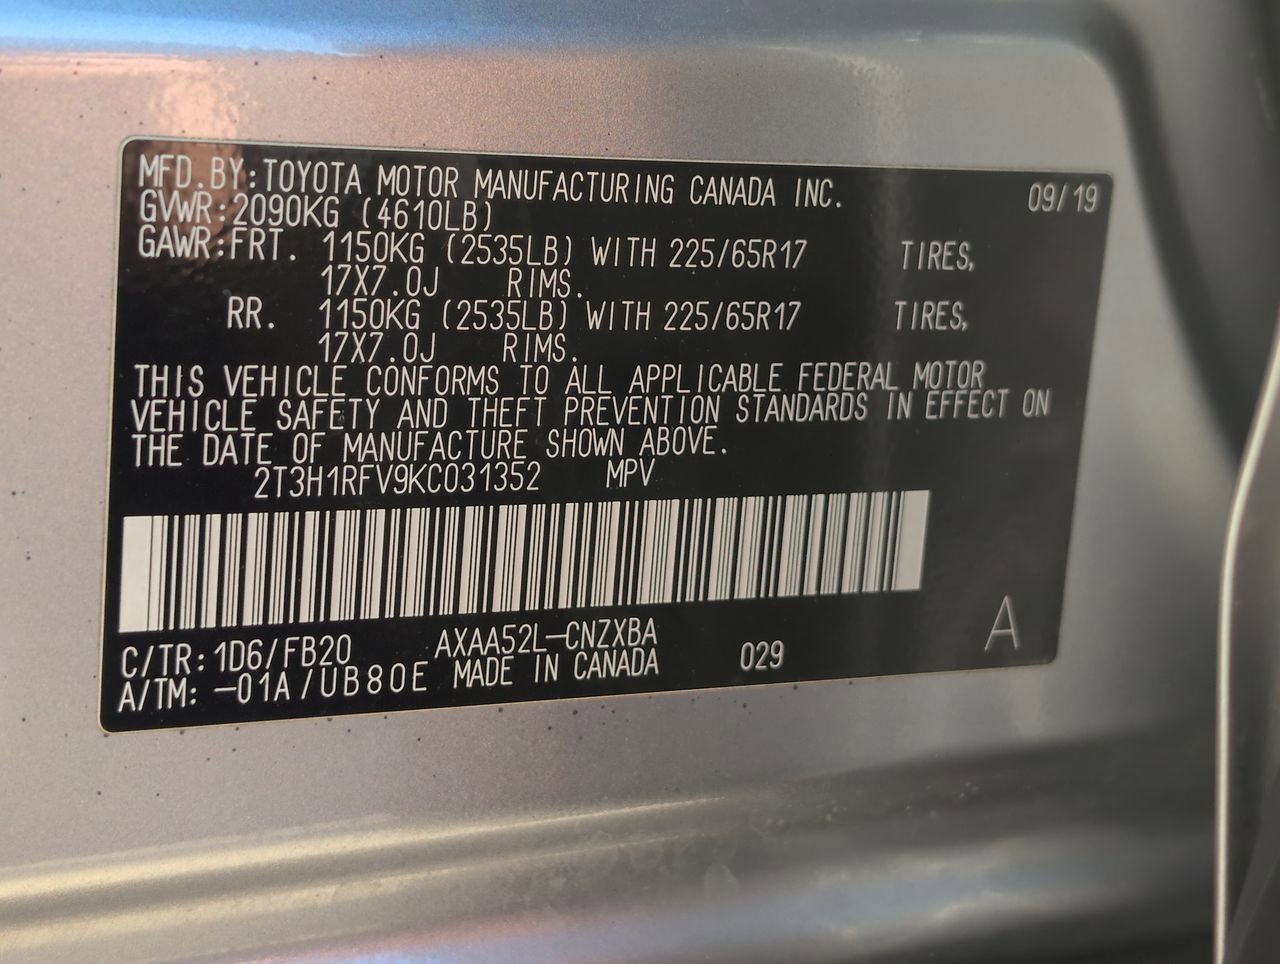 MFD.BY:TOYOTA MOTOR MANUFACTURING CANADA INC. 09/19
GVWR:2090KG (4610LB)
GAWR:FRT. 1150KG (2535LB) WITH 225/65R17 TIRES,
17X7.0J RIMS.
RR. 1150KG (2535LB) WITH 225/65R17 TIRES,
17X7.0J RIMS.
THIS VEHICLE CONFORMS TO ALL APPLICABLE FEDERAL MOTOR
VEHICLE SAFETY AND THEFT PREVENTION STANDARDS IN EFFECT ON
THE DATE OF MANUFACTURE SHOWN ABOVE.
2T3H1RFV9KC031352 MPV
C/TR:1D6/FB20 AXAA52L-CNZXBA
A/TM:-01A/UB80E MADE IN CANADA 029 A